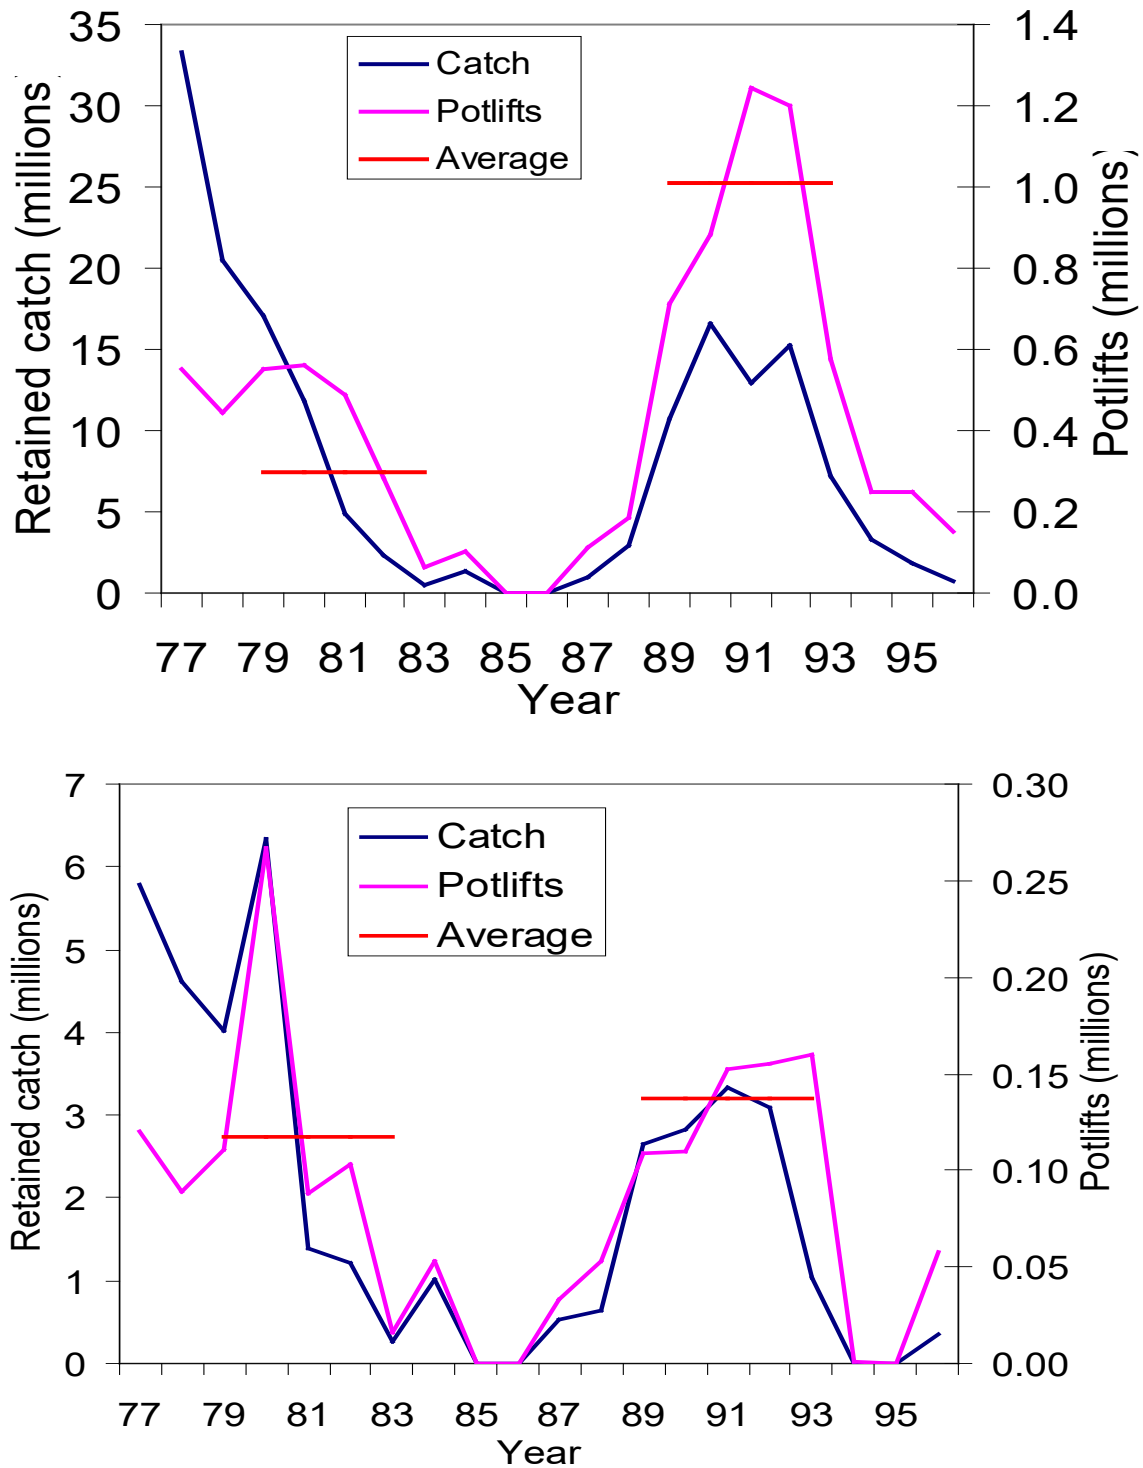 35
30
25
20
15
10
5
0
Retained catch (millions
Catch
Potlifts
Average
1.4
1.2
1.0
0.8
0.6
0.4
0.2
0.0
Potlifts (millions)
77 79 81 83 85 87 89 91 93 95
Year
7
6
5
4
3
2
1
0
Retained catch (millions)
Catch
Potlifts
Average
0.30
0.25
0.20
0.15
0.10
0.05
0.00
Potlifts (millions)
77 79 81 83 85 87 89 91 93 95
Year